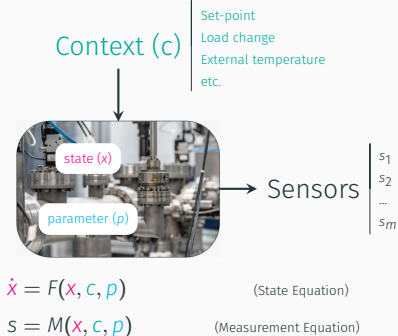 Context (c)
Set-point
Load change
External temperature
etc.
state (x)
parameter (p)
Sensors
s₁
s₂
...
sₘ
ẋ = F(x, c, p)
(State Equation)
s = M(x, c, p)
(Measurement Equation)